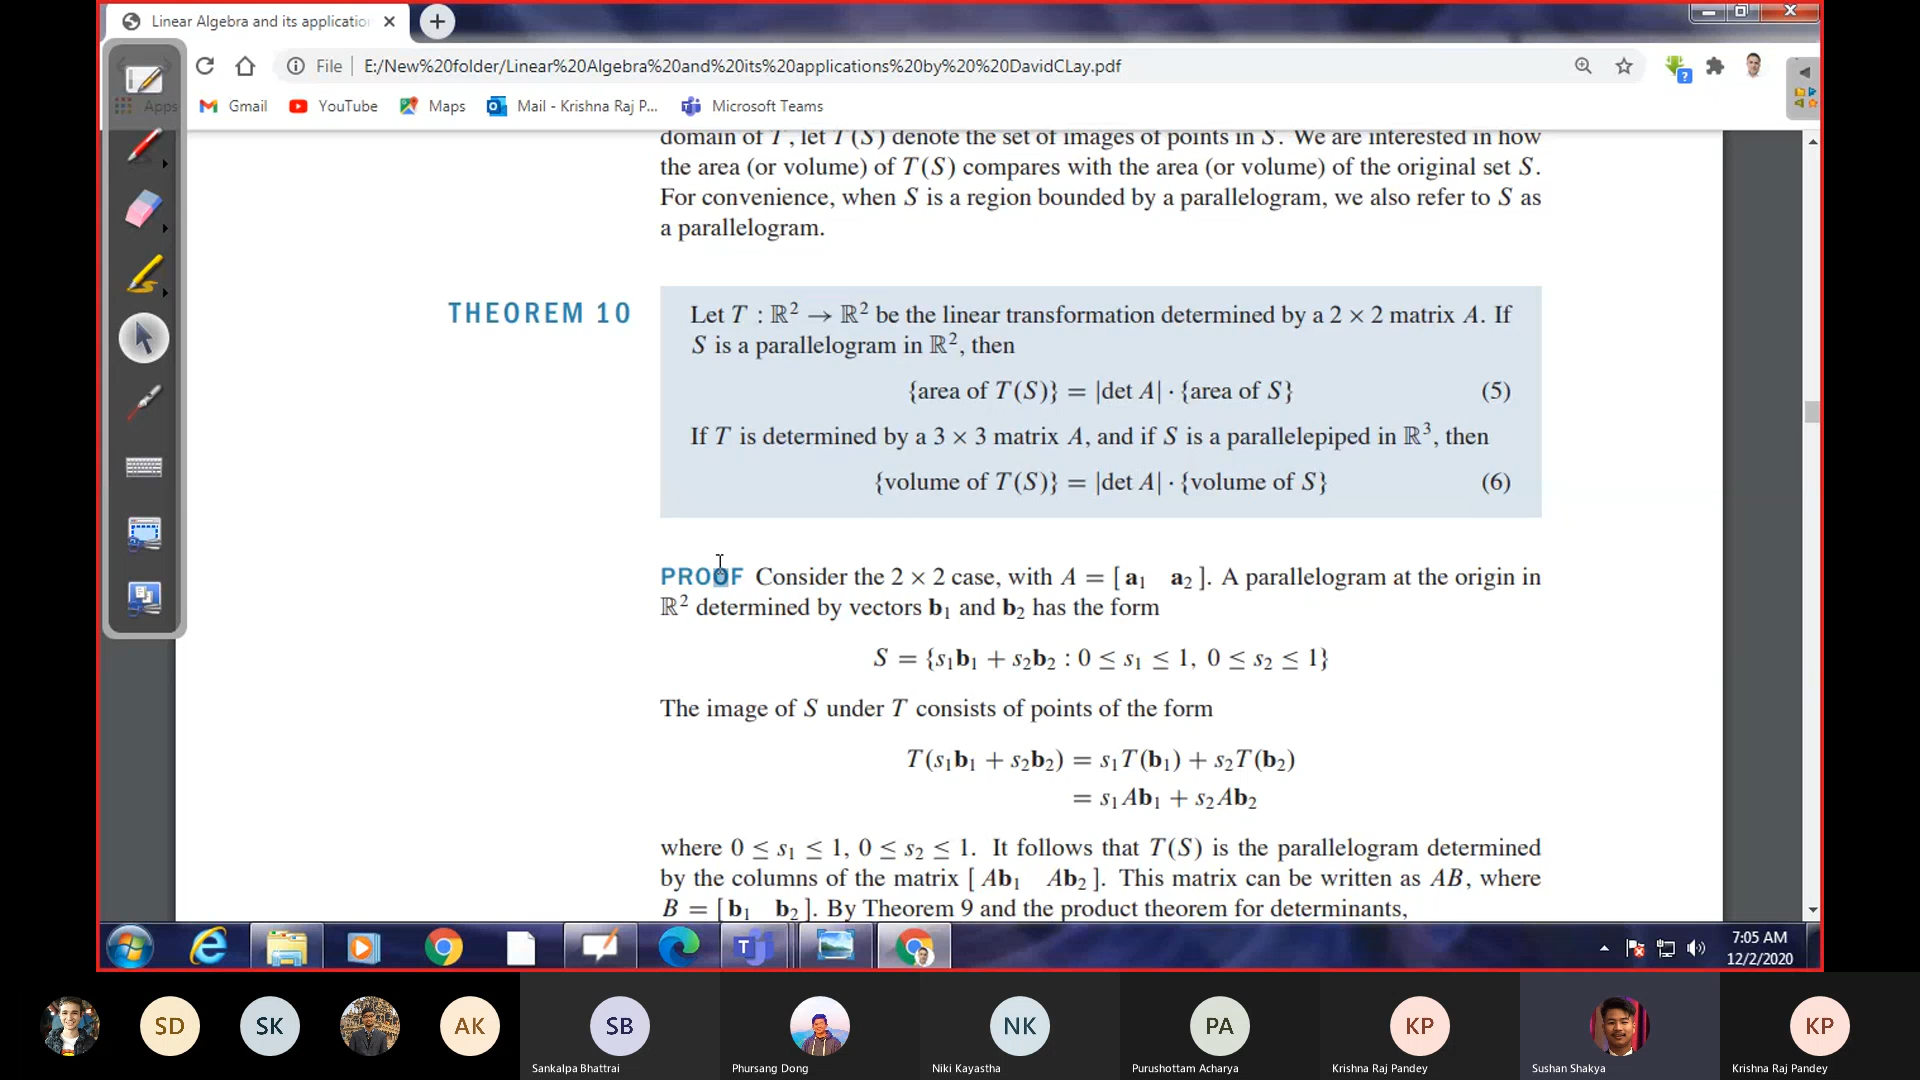 Linear Algebra and its applicatio
File | E:/New%20folder/Linear%20Algebra%20and%20its%20applications%20by%20%20DavidCLay.pdf
?
Apps Gmail YouTube Maps Mail - Krishna Raj P... Microsoft Teams
domain of T, let T(S) denote the set of images of points in S. We are interested in how
the area (or volume) of T(S) compares with the area (or volume) of the original set S.
For convenience, when S is a region bounded by a parallelogram, we also refer to S as
a parallelogram.
THEOREM 10
Let T : ℝ² → ℝ² be the linear transformation determined by a 2 × 2 matrix A. If
S is a parallelogram in ℝ², then
{area of T(S)} = |det A| · {area of S} (5)
If T is determined by a 3 × 3 matrix A, and if S is a parallelepiped in ℝ³, then
{volume of T(S)} = |det A| · {volume of S} (6)
PROOF Consider the 2 × 2 case, with A = [ a₁ a₂ ]. A parallelogram at the origin in
ℝ² determined by vectors b₁ and b₂ has the form
S = {s₁b₁ + s₂b₂ : 0 ≤ s₁ ≤ 1, 0 ≤ s₂ ≤ 1}
The image of S under T consists of points of the form
T(s₁b₁ + s₂b₂) = s₁T(b₁) + s₂T(b₂)
= s₁Ab₁ + s₂Ab₂
where 0 ≤ s₁ ≤ 1, 0 ≤ s₂ ≤ 1. It follows that T(S) is the parallelogram determined
by the columns of the matrix [ Ab₁ Ab₂ ]. This matrix can be written as AB, where
B = [ b₁ b₂ ]. By Theorem 9 and the product theorem for determinants,
7:05 AM
12/2/2020
SD SK AK SB NK PA KP KP
Sankalpa Bhattrai Phursang Dong Niki Kayastha Purushottam Acharya Krishna Raj Pandey Sushan Shakya Krishna Raj Pandey